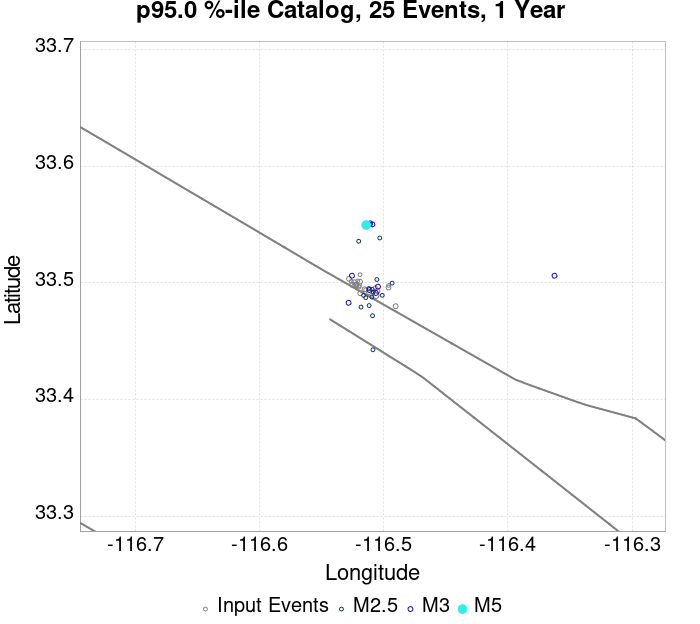 p95.0 %-ile Catalog, 25 Events, 1 Year
33.7
33.6
33.5
33.4
33.3
Latitude
-116.7 -116.6 -116.5 -116.4 -116.3
Longitude
Input Events M2.5 M3 M5